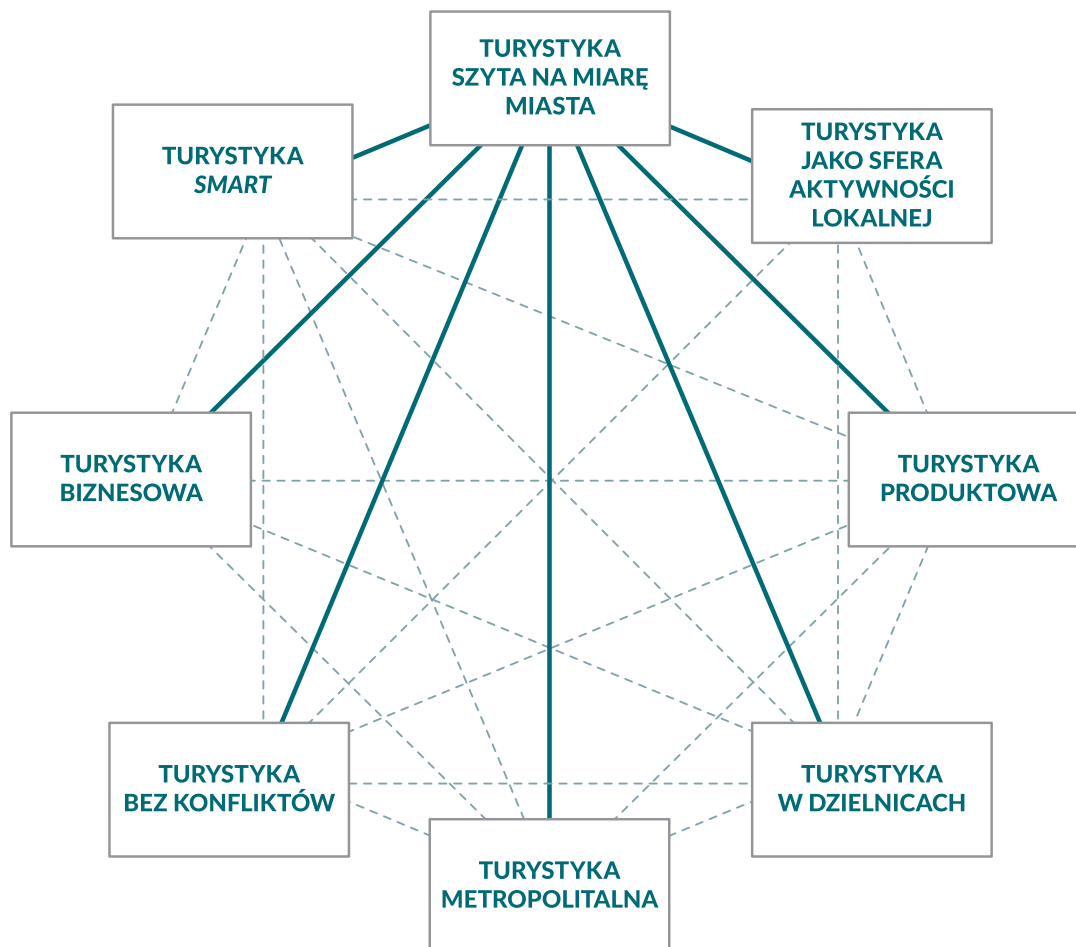 TURYSTYKA
SZYTA NA MIARĘ
MIASTA
TURYSTYKA
SMART
TURYSTYKA
JAKO SFERA
AKTYWNOŚCI
LOKALNEJ
TURYSTYKA
BIZNESOWA
TURYSTYKA
PRODUKTOWA
TURYSTYKA
BEZ KONFLIKTÓW
TURYSTYKA
W DZIELNICACH
TURYSTYKA
METROPOLITALNA